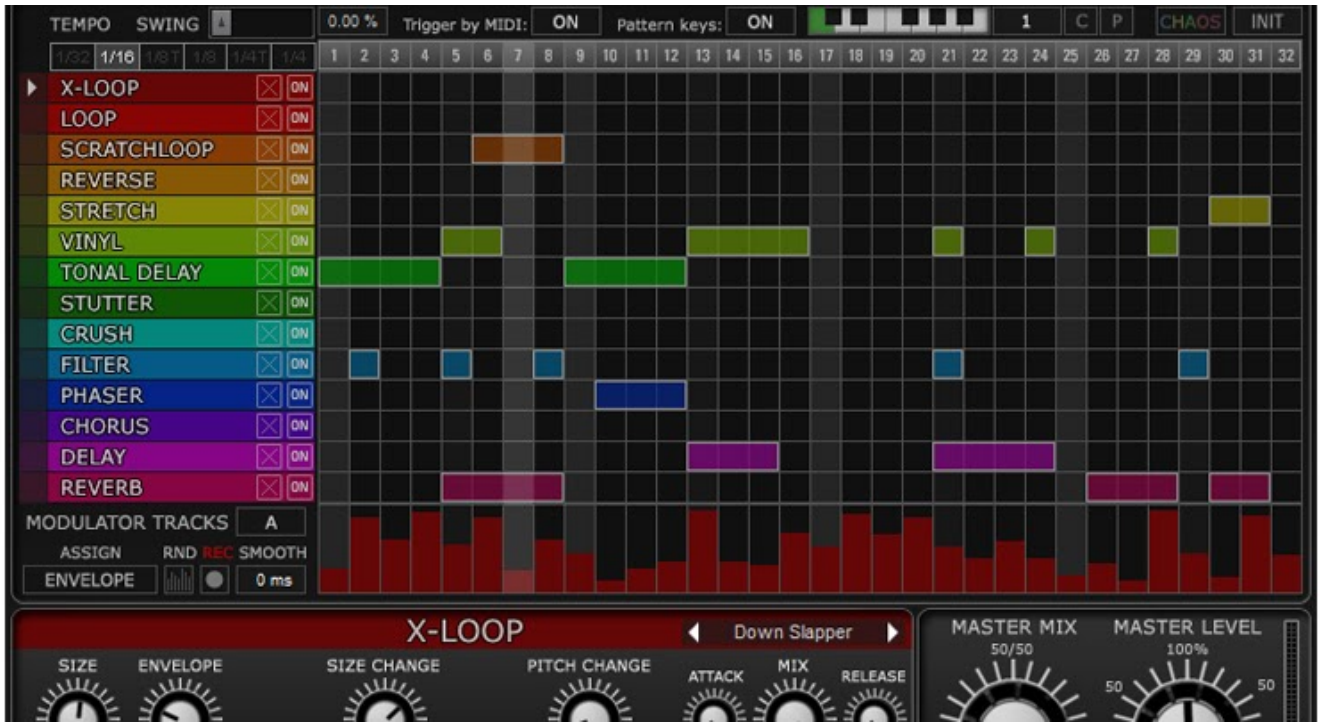 TEMPO SWING 0.00 % Trigger by MIDI: ON Pattern keys: ON 1 C P CHAOS INIT
1/32 1/16 1/8T 1/8 1/4T 1/4 1 2 3 4 5 6 7 8 9 10 11 12 13 14 15 16 17 18 19 20 21 22 23 24 25 26 27 28 29 30 31 32
X-LOOP ON
LOOP ON
SCRATCHLOOP ON
REVERSE ON
STRETCH ON
VINYL ON
TONAL DELAY ON
STUTTER ON
CRUSH ON
FILTER ON
PHASER ON
CHORUS ON
DELAY ON
REVERB ON
MODULATOR TRACKS A
ASSIGN RND REC SMOOTH
ENVELOPE 0 ms
X-LOOP Down Slapper MASTER MIX MASTER LEVEL
50/50 100%
SIZE ENVELOPE SIZE CHANGE PITCH CHANGE ATTACK MIX RELEASE
50 50